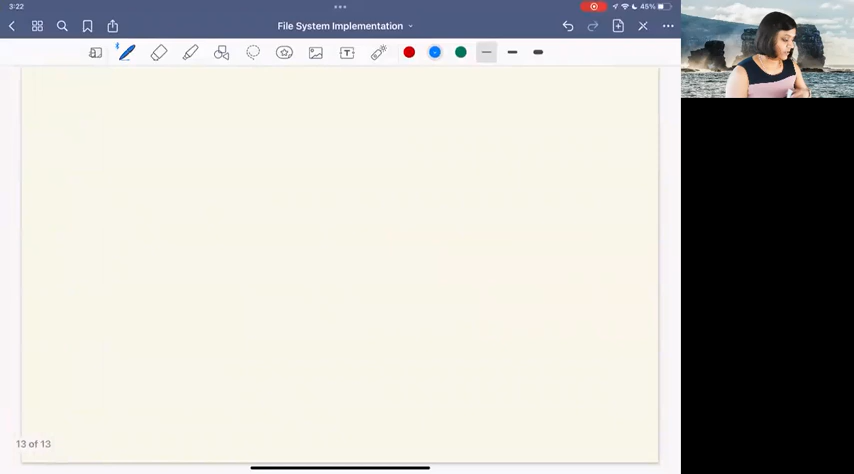 3:22
45%
File System Implementation
T
13 of 13